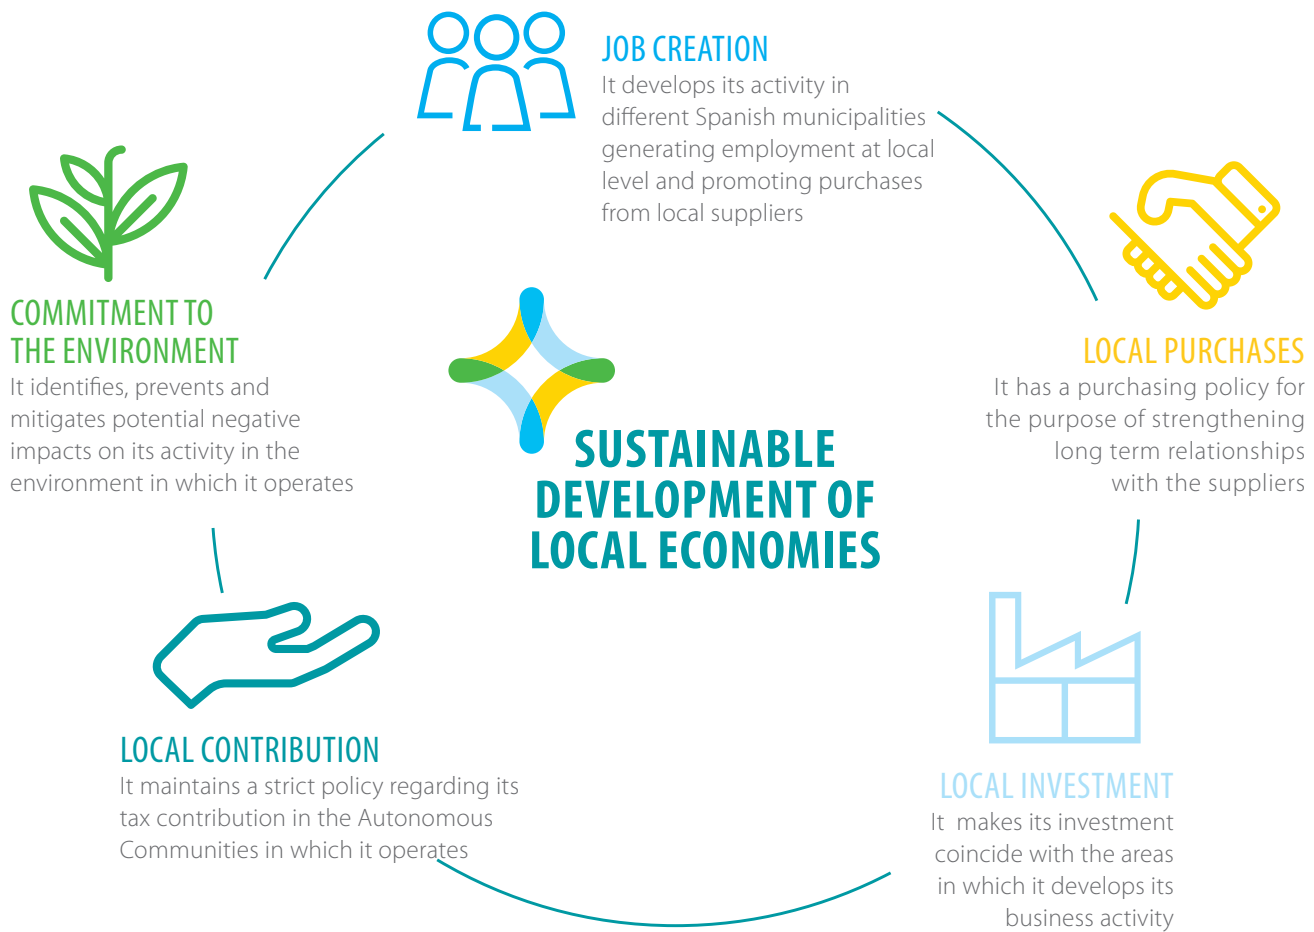 JOB CREATION
It develops its activity in
different Spanish municipalities
generating employment at local
level and promoting purchases
from local suppliers
LOCAL PURCHASES
It has a purchasing policy for
the purpose of strengthening
long term relationships
with the suppliers
LOCAL INVESTMENT
It makes its investment
coincide with the areas
in which it develops its
business activity
LOCAL CONTRIBUTION
It maintains a strict policy regarding its
tax contribution in the Autonomous
Communities in which it operates
COMMITMENT TO
THE ENVIRONMENT
It identifies, prevents and
mitigates potential negative
impacts on its activity in the
environment in which it operates
SUSTAINABLE
DEVELOPMENT OF
LOCAL ECONOMIES